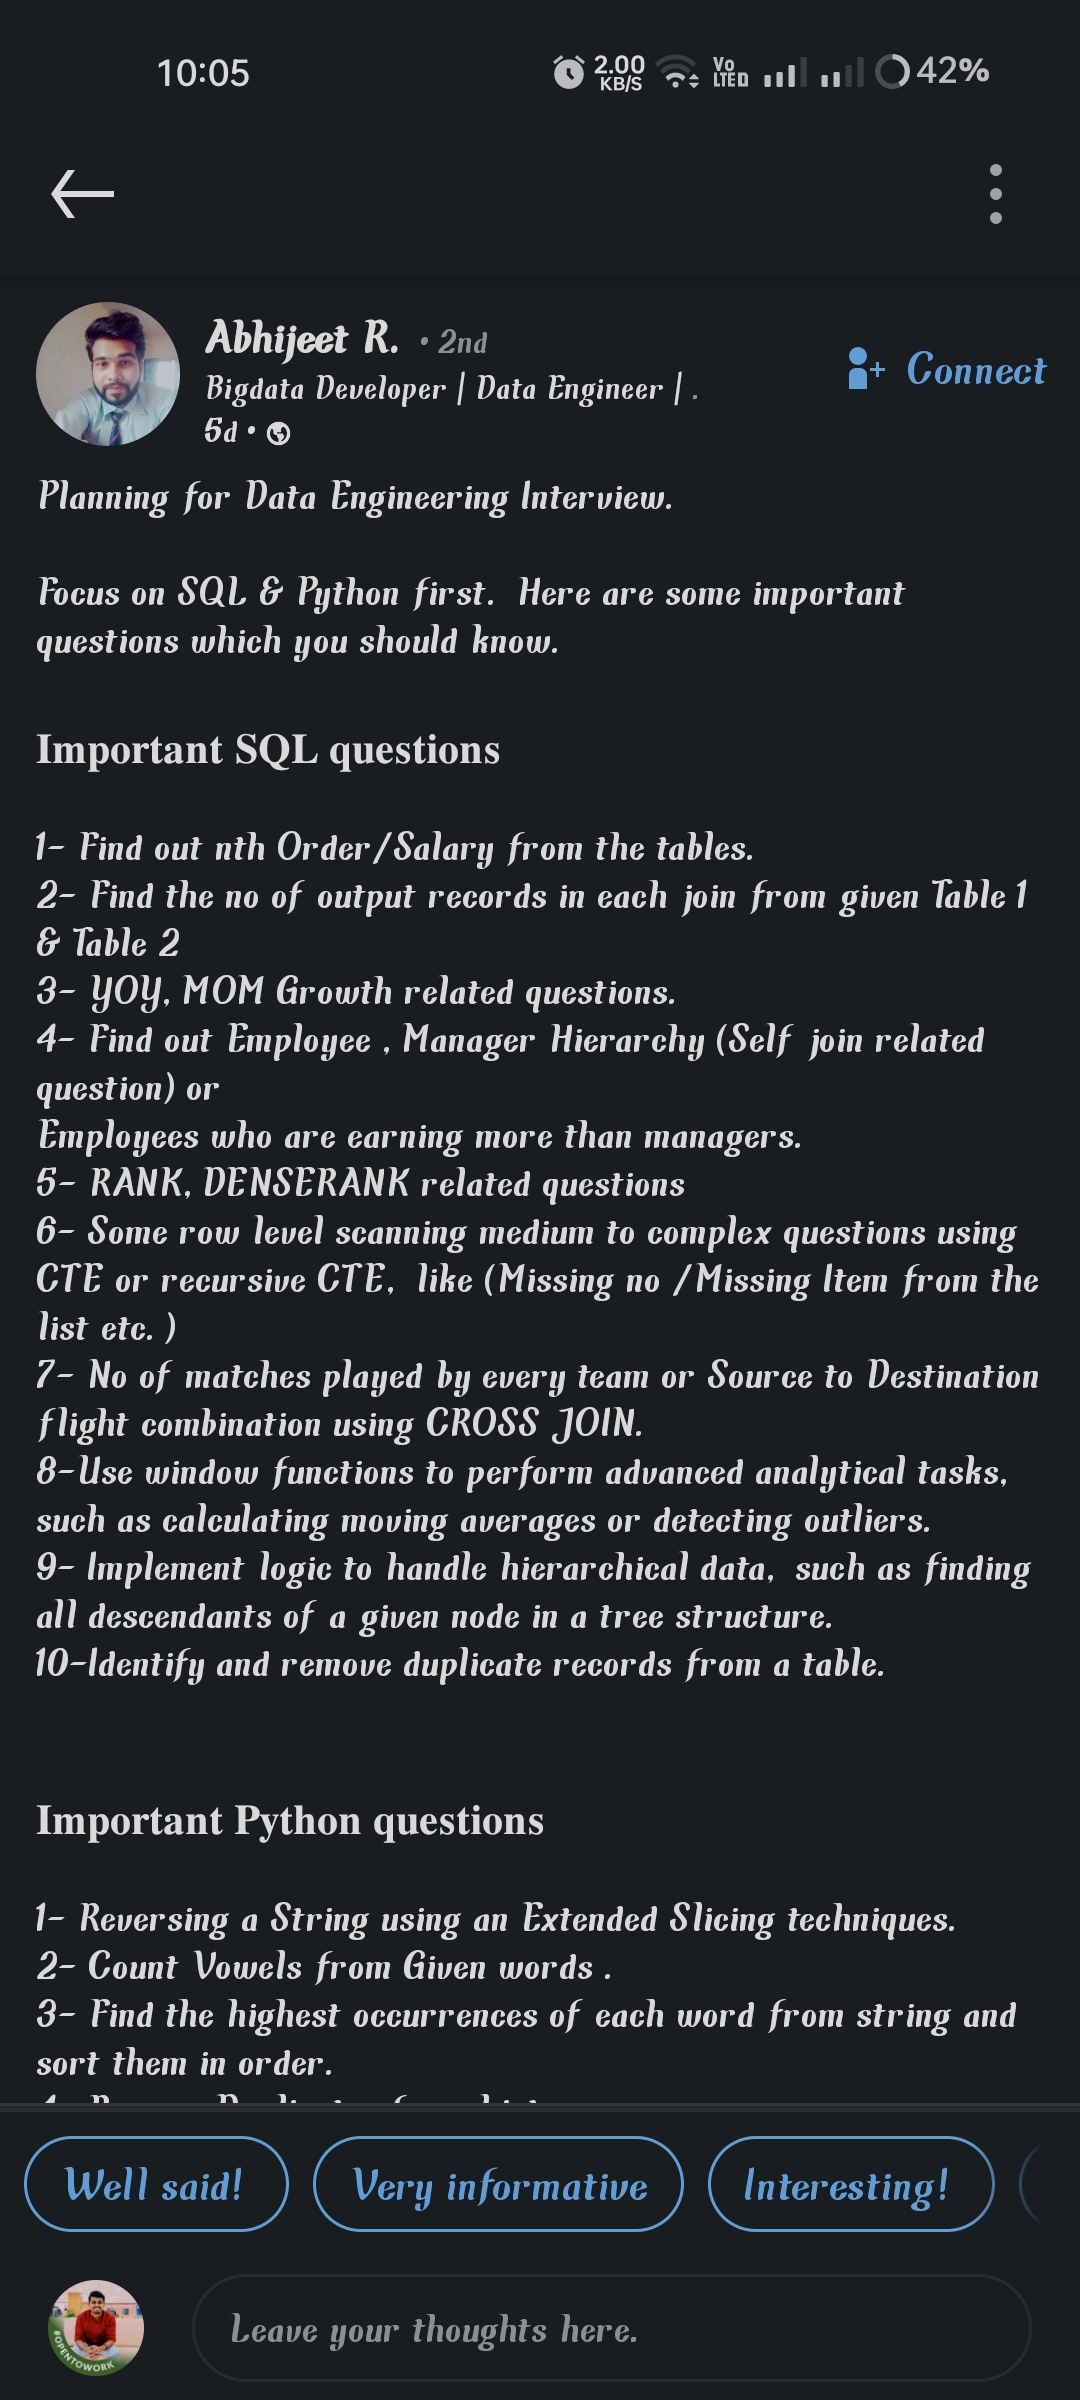 10:05
2.00 KB/S Vo LTED 42%
Abhijeet R. • 2nd
Connect
Bigdata Developer | Data Engineer | .
5d •
Planning for Data Engineering Interview.
Focus on SQL & Python first. Here are some important
questions which you should know.
Important SQL questions
1- Find out nth Order/Salary from the tables.
2- Find the no of output records in each join from given Table 1
& Table 2
3- YOY, MOM Growth related questions.
4- Find out Employee , Manager Hierarchy (Self join related
question) or
Employees who are earning more than managers.
5- RANK, DENSERANK related questions
6- Some row level scanning medium to complex questions using
CTE or recursive CTE, like (Missing no /Missing Item from the
list etc. )
7- No of matches played by every team or Source to Destination
flight combination using CROSS JOIN.
8-Use window functions to perform advanced analytical tasks,
such as calculating moving averages or detecting outliers.
9- Implement logic to handle hierarchical data, such as finding
all descendants of a given node in a tree structure.
10-Identify and remove duplicate records from a table.
Important Python questions
1- Reversing a String using an Extended Slicing techniques.
2- Count Vowels from Given words .
3- Find the highest occurrences of each word from string and
sort them in order.
Well said!
Very informative
Interesting!
#OPENTOWORK
Leave your thoughts here.